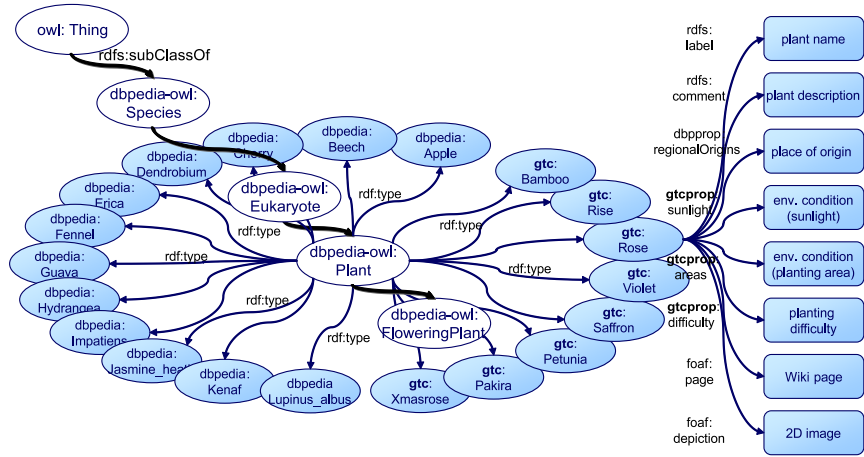 owl: Thing
rdfs:subClassOf
dbpedia-owl:
Species
dbpedia-owl:
Eukaryote
dbpedia-owl:
Plant
dbpedia-owl:
FloweringPlant
dbpedia:
Apple
dbpedia:
Beech
dbpedia:
Cherry
dbpedia:
Dendrobium
dbpedia:
Erica
dbpedia:
Fennel
dbpedia:
Guava
dbpedia:
Hydrangea
dbpedia:
Impatiens
dbpedia:
Jasmine_heath
dbpedia:
Kenaf
dbpedia
Lupinus_albus
rdf:type
rdf:type
rdf:type
rdf:type
rdf:type
rdf:type
rdf:type
rdf:type
gtc:
Bamboo
gtc:
Rise
gtc:
Rose
gtc:
Violet
gtc:
Saffron
gtc:
Petunia
gtc:
Pakira
gtc:
Xmasrose
rdfs:
label
plant name
rdfs:
comment
plant description
dbpprop
regionalOrigins
place of origin
gtcprop:
sunlight
env. condition
(sunlight)
gtcprop:
areas
env. condition
(planting area)
gtcprop:
difficulty
planting
difficulty
foaf:
page
Wiki page
foaf:
depiction
2D image